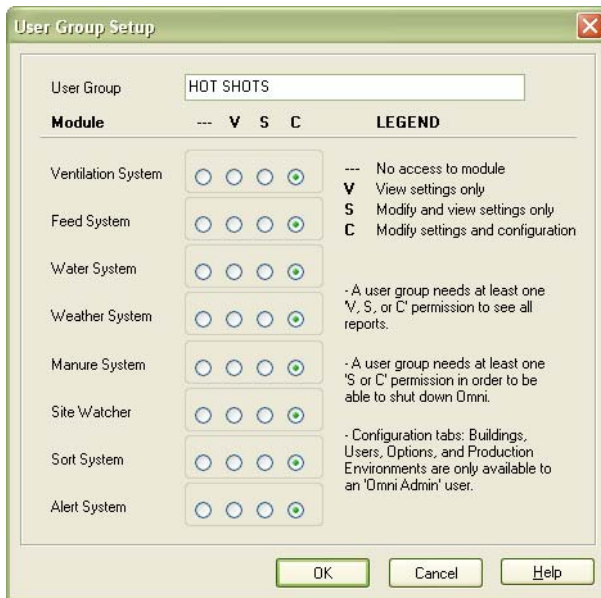 User Group Setup
User Group HOT SHOTS
Module --- V S C LEGEND
Ventilation System
Feed System
Water System
Weather System
Manure System
Site Watcher
Sort System
Alert System
--- No access to module
V View settings only
S Modify and view settings only
C Modify settings and configuration
- A user group needs at least one
'V, S, or C' permission to see all
reports.
- A user group needs at least one
'S or C' permission in order to be
able to shut down Omni.
- Configuration tabs: Buildings,
Users, Options, and Production
Environments are only available to
an 'Omni Admin' user.
OK Cancel Help